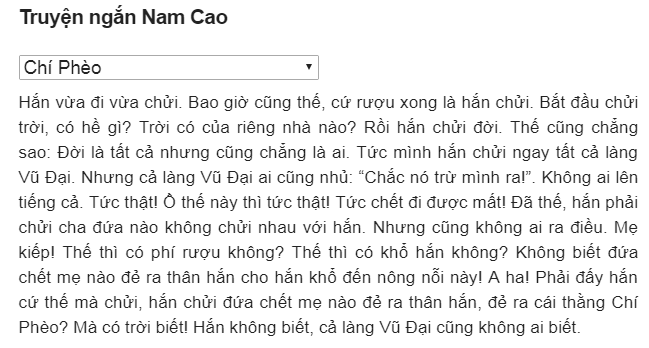 Truyện ngắn Nam Cao
Chí Phèo
Hắn vừa đi vừa chửi. Bao giờ cũng thế, cứ rượu xong là hắn chửi. Bắt đầu chửi
trời, có hề gì? Trời có của riêng nhà nào? Rồi hắn chửi đời. Thế cũng chẳng
sao: Đời là tất cả nhưng cũng chẳng là ai. Tức mình hắn chửi ngay tất cả làng
Vũ Đại. Nhưng cả làng Vũ Đại ai cũng nhủ: “Chắc nó trừ mình ra!”. Không ai lên
tiếng cả. Tức thật! Ồ thế này thì tức thật! Tức chết đi được mất! Đã thế, hắn phải
chửi cha đứa nào không chửi nhau với hắn. Nhưng cũng không ai ra điều. Mẹ
kiếp! Thế thì có phí rượu không? Thế thì có khổ hắn không? Không biết đứa
chết mẹ nào đẻ ra thân hắn cho hắn khổ đến nông nỗi này! A ha! Phải đấy hắn
cứ thế mà chửi, hắn chửi đứa chết mẹ nào đẻ ra thân hắn, đẻ ra cái thằng Chí
Phèo? Mà có trời biết! Hắn không biết, cả làng Vũ Đại cũng không ai biết.